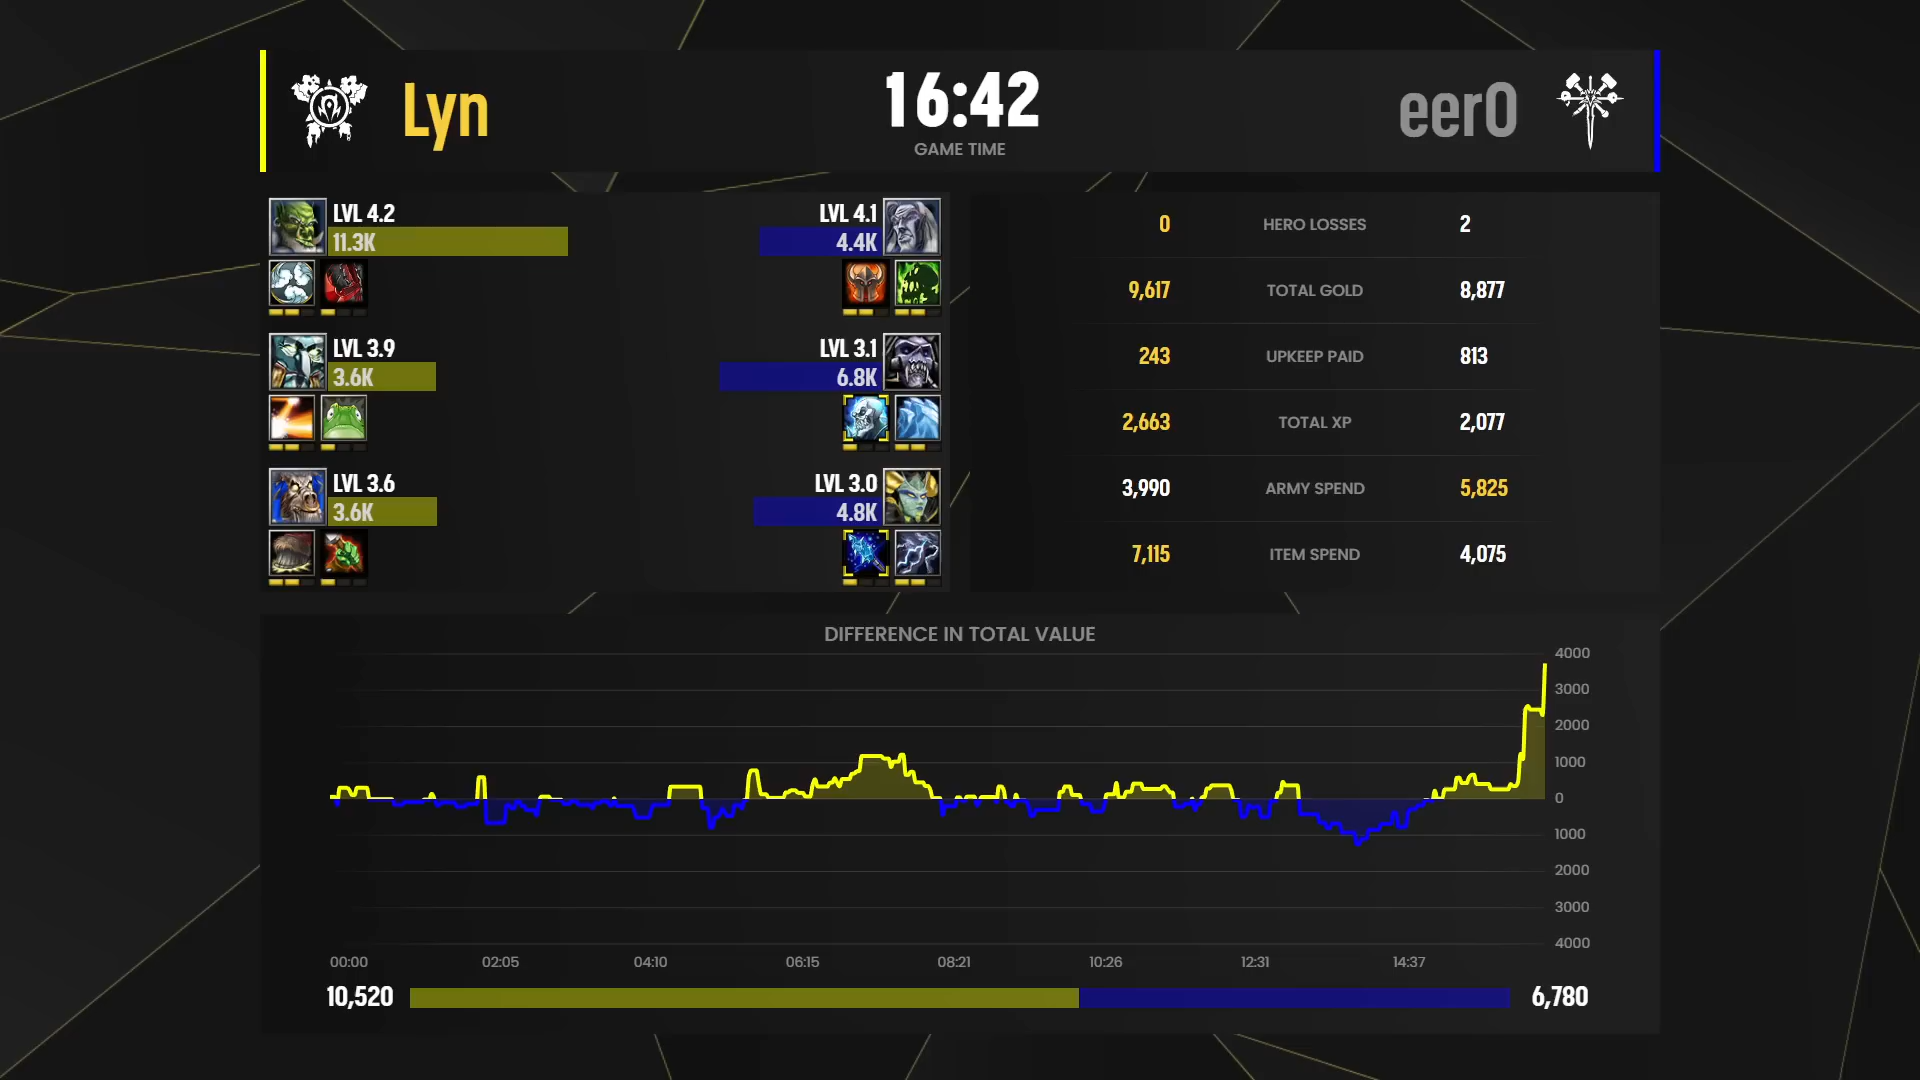 Lyn
16:42
GAME TIME
eer0
LVL 4.2
11.3K
LVL 4.1
4.4K
LVL 3.9
3.6K
LVL 3.1
6.8K
LVL 3.6
3.6K
LVL 3.0
4.8K
0 HERO LOSSES 2
9,617 TOTAL GOLD 8,877
243 UPKEEP PAID 813
2,663 TOTAL XP 2,077
3,990 ARMY SPEND 5,825
7,115 ITEM SPEND 4,075
DIFFERENCE IN TOTAL VALUE
4000
3000
2000
1000
0
1000
2000
3000
4000
00:00 02:05 04:10 06:15 08:21 10:26 12:31 14:37
10,520 6,780